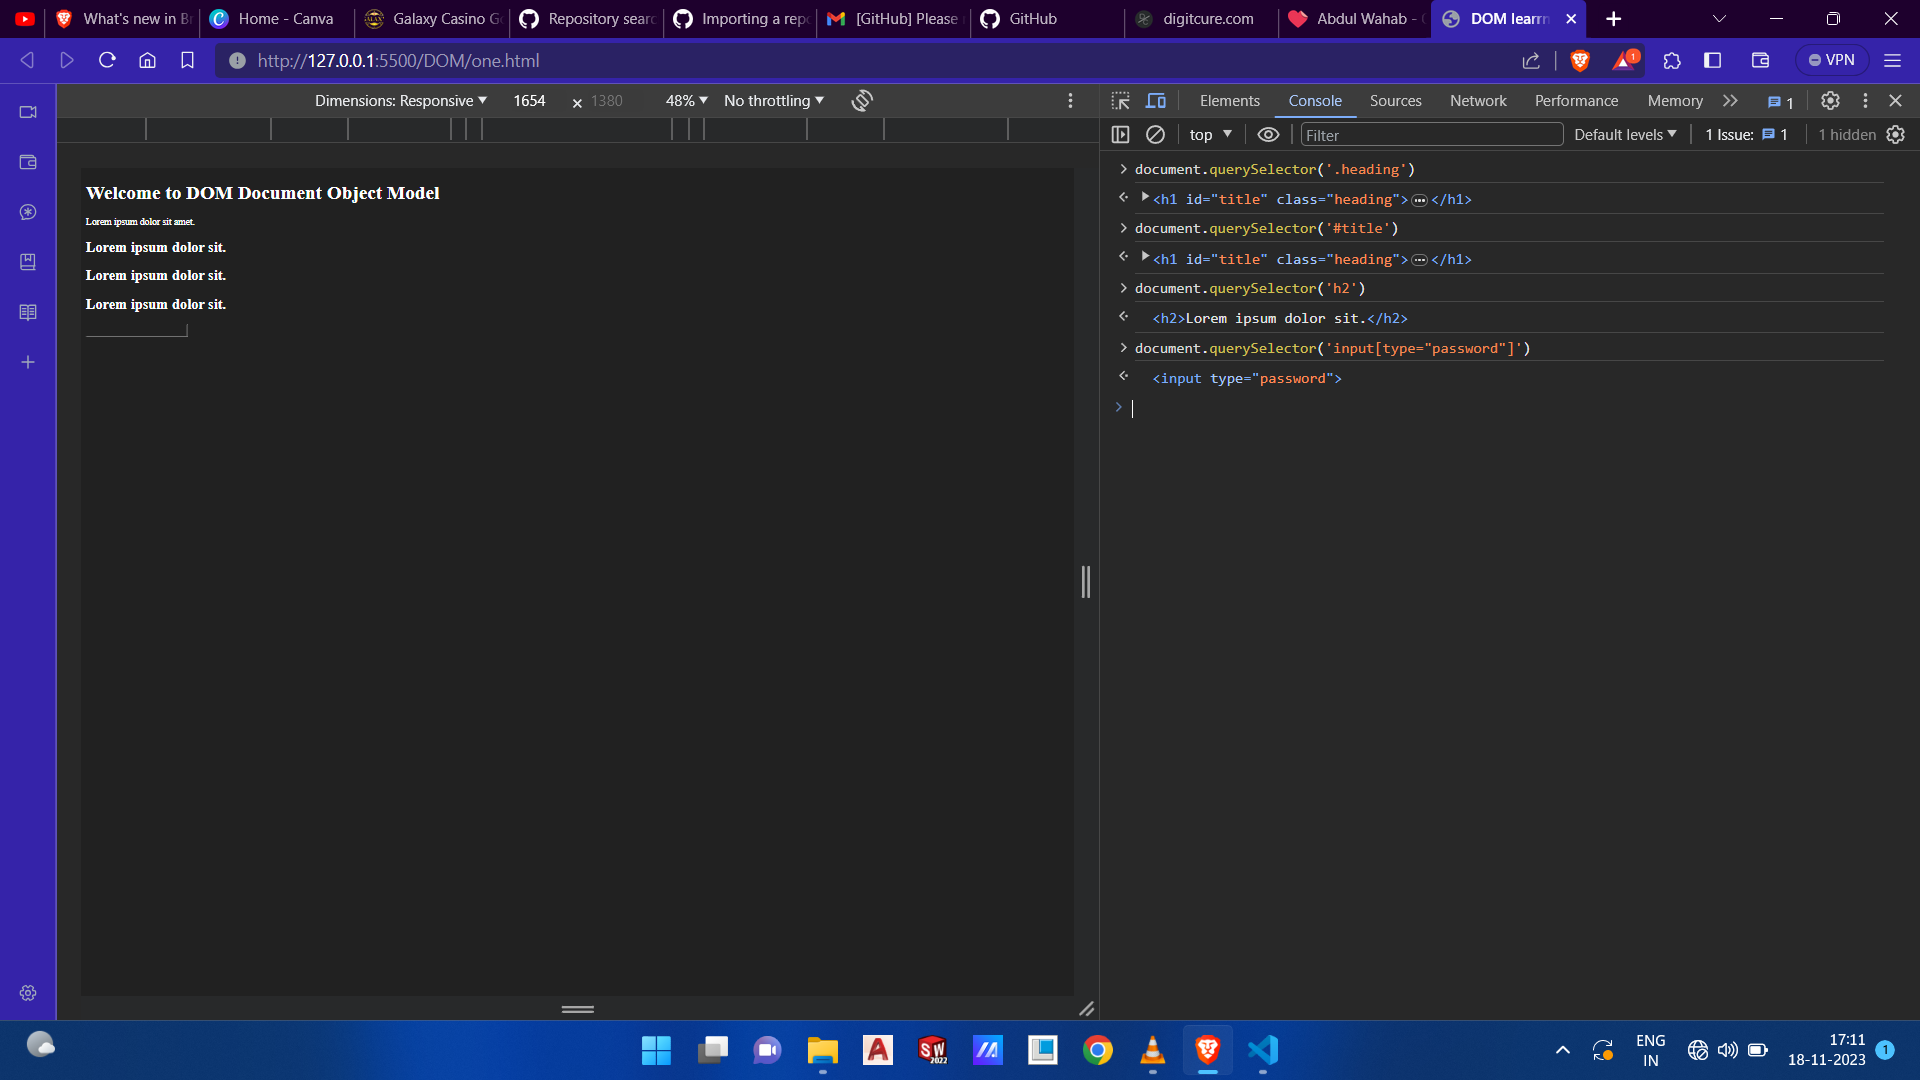 What's new in Br
Home - Canva
Galaxy Casino Go
Repository searc
Importing a repo
[GitHub] Please
GitHub
digitcure.com
Abdul Wahab -
DOM learn
http://127.0.0.1:5500/DOM/one.html
1
VPN
Dimensions: Responsive
1654 × 1380
48%
No throttling
Elements
Console
Sources
Network
Performance
Memory
1
top
Filter
Default levels
1 Issue: 1
1 hidden
Welcome to DOM Document Object Model
Lorem ipsum dolor sit amet.
Lorem ipsum dolor sit.
Lorem ipsum dolor sit.
Lorem ipsum dolor sit.
document.querySelector('.heading')
<h1 id="title" class="heading">…</h1>
document.querySelector('#title')
<h1 id="title" class="heading">…</h1>
document.querySelector('h2')
<h2>Lorem ipsum dolor sit.</h2>
document.querySelector('input[type="password"]')
<input type="password">
SW
2022
ENG
IN
17:11
18-11-2023
1